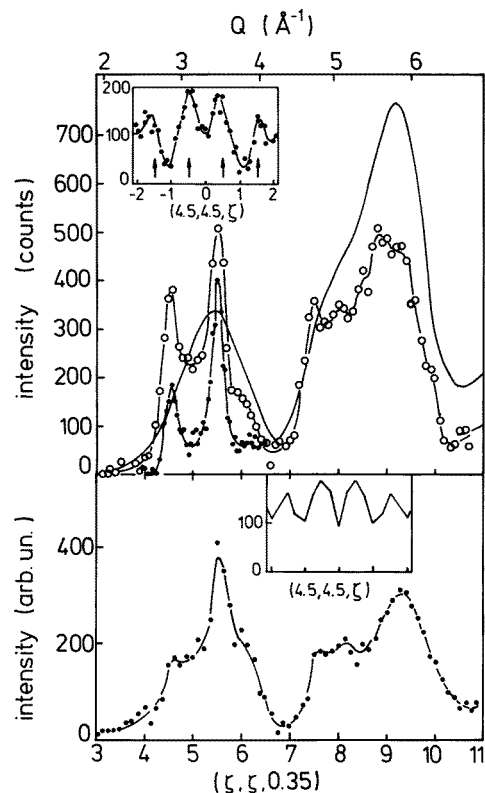 Q (Å⁻¹)
2 3 4 5 6
intensity (counts)
700
600
500
400
300
200
100
0
200
100
0
-2 -1 0 1 2
(4.5,4.5,ζ)
intensity (arb. un.)
400
200
0
100
0
(4.5,4.5,ζ)
3 4 5 6 7 8 9 10 11
(ζ,ζ,0.35)